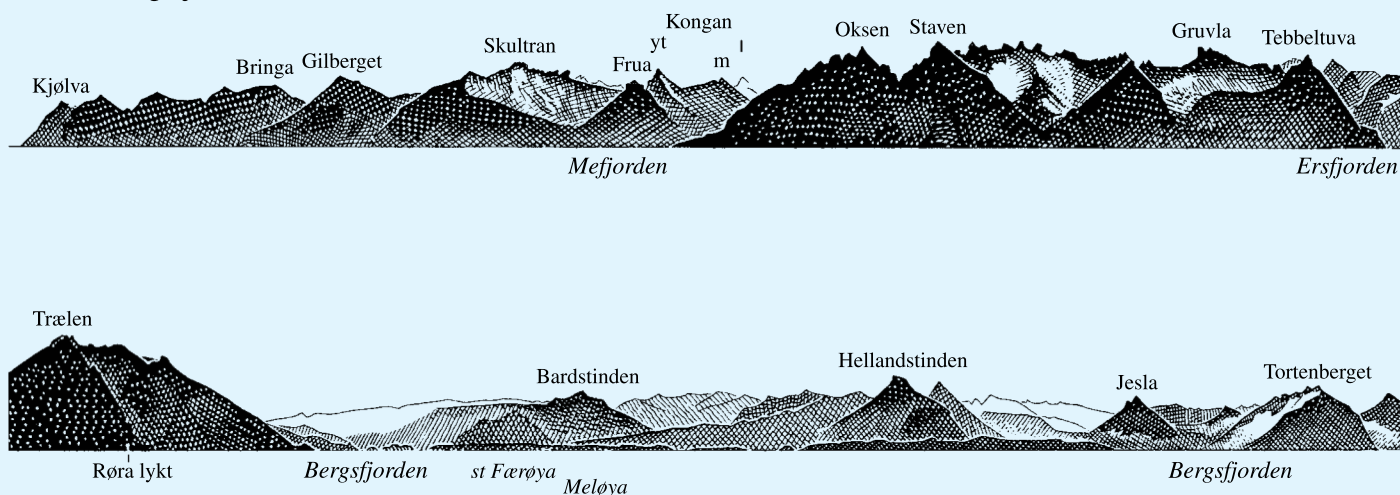 Kongan
Oksen Staven
Gruvla
Tebbeltuva
Skultran
yt
l
Bringa Gilberget
Frua
m
Kjølva
Mefjorden
Ersfjorden
Trælen
Hellandstinden
Bardstinden
Jesla
Tortenberget
Røra lykt
Bergsfjorden
st Færøya
Meløya
Bergsfjorden